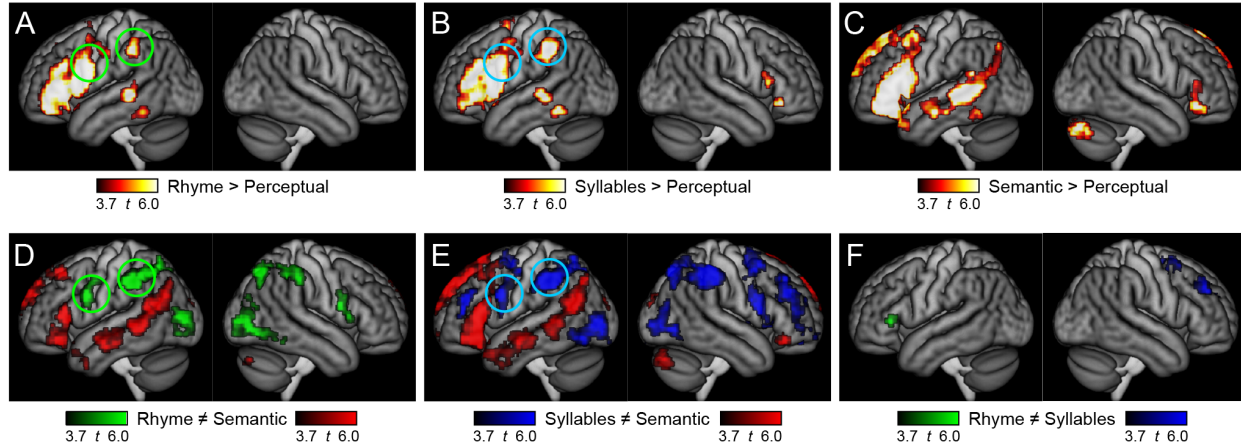 A
B
C
Rhyme > Perceptual
3.7 t 6.0
Syllables > Perceptual
3.7 t 6.0
Semantic > Perceptual
3.7 t 6.0
D
E
F
Rhyme ≠ Semantic
3.7 t 6.0 3.7 t 6.0
Syllables ≠ Semantic
3.7 t 6.0 3.7 t 6.0
Rhyme ≠ Syllables
3.7 t 6.0 3.7 t 6.0